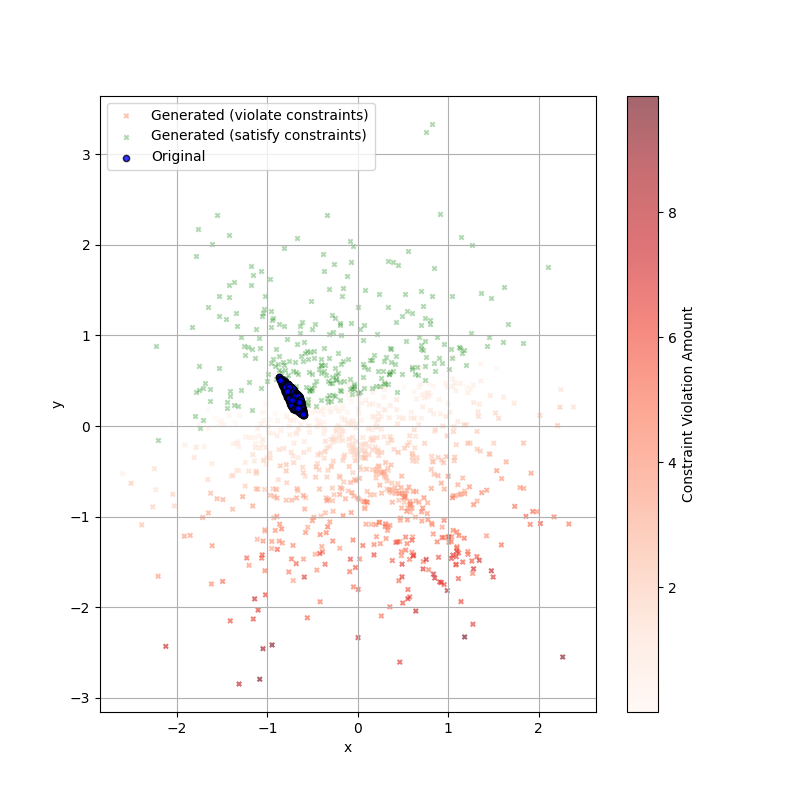 Generated (violate constraints)
Generated (satisfy constraints)
Original
3
2
1
0
−1
−2
−3
y
−2
−1
0
1
2
x
8
6
4
2
Constraint Violation Amount